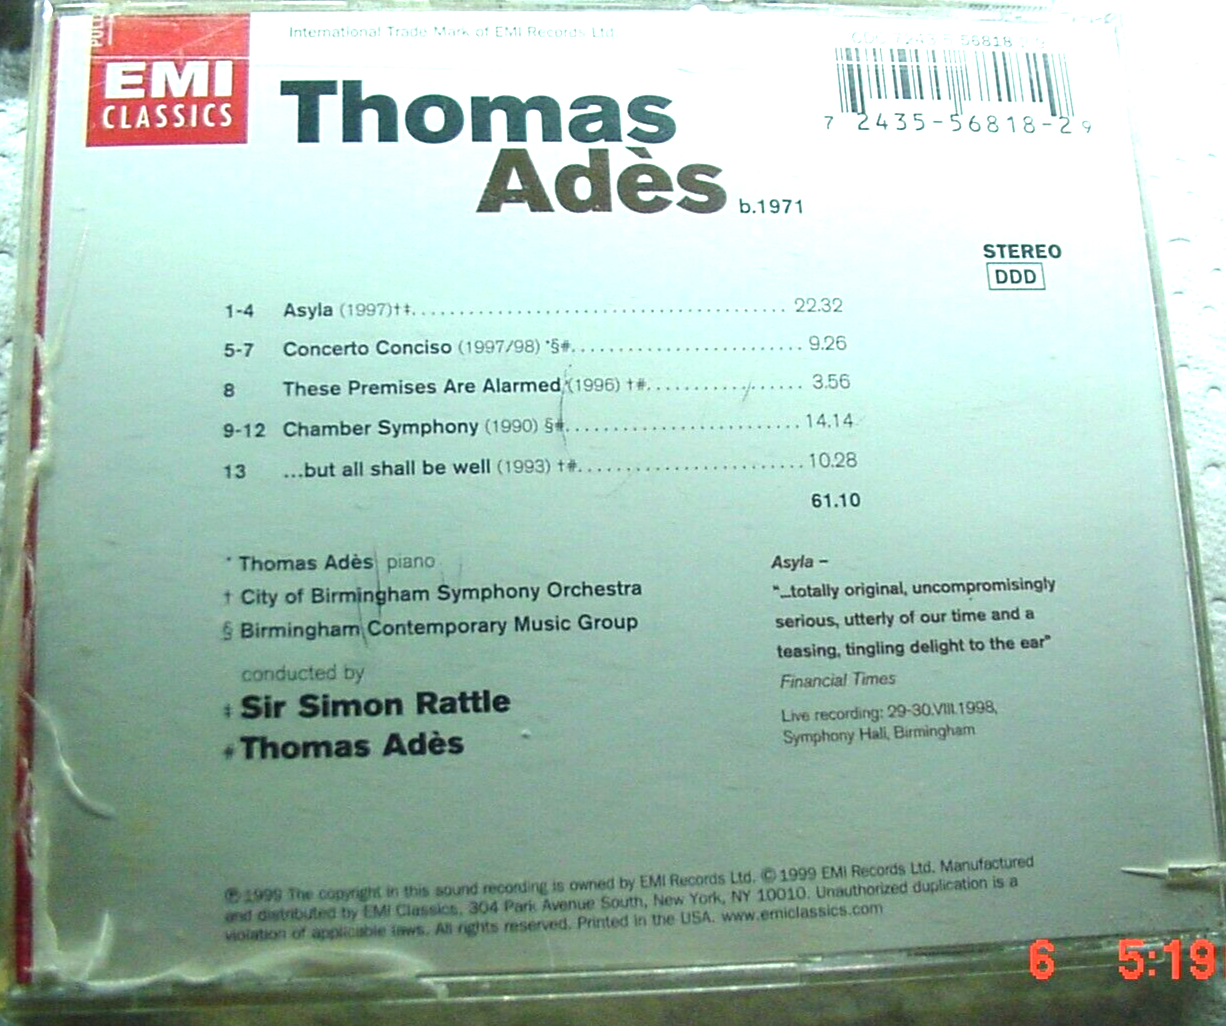 International Trade Mark of EMI Records Ltd
EMI
CLASSICS
Thomas
Adès b.1971
7 2435-56818-2 9
STEREO
DDD
1-4 Asyla (1997)†‡ 22.32
5-7 Concerto Conciso (1997/98) *§# 9.26
8 These Premises Are Alarmed (1996) †# 3.56
9-12 Chamber Symphony (1990) §# 14.14
13 ...but all shall be well (1993) †# 10.28
61.10
* Thomas Adès piano
† City of Birmingham Symphony Orchestra
§ Birmingham Contemporary Music Group
conducted by
‡ Sir Simon Rattle
# Thomas Adès
Asyla –
"...totally original, uncompromisingly
serious, utterly of our time and a
teasing, tingling delight to the ear"
Financial Times
Live recording: 29-30.VIII.1998,
Symphony Hall, Birmingham
℗ 1999 The copyright in this sound recording is owned by EMI Records Ltd. © 1999 EMI Records Ltd. Manufactured
and distributed by EMI Classics, 304 Park Avenue South, New York, NY 10010. Unauthorized duplication is a
violation of applicable laws. All rights reserved. Printed in the USA. www.emiclassics.com
6 5:19